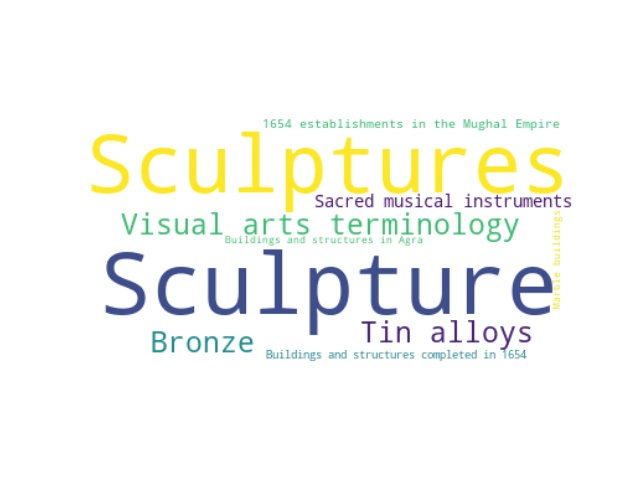 1654 establishments in the Mughal Empire
Sculptures
Sacred musical instruments
Visual arts terminology
Buildings and structures in Agra
Marble buildings
Sculpture
Tin alloys
Bronze
Buildings and structures completed in 1654